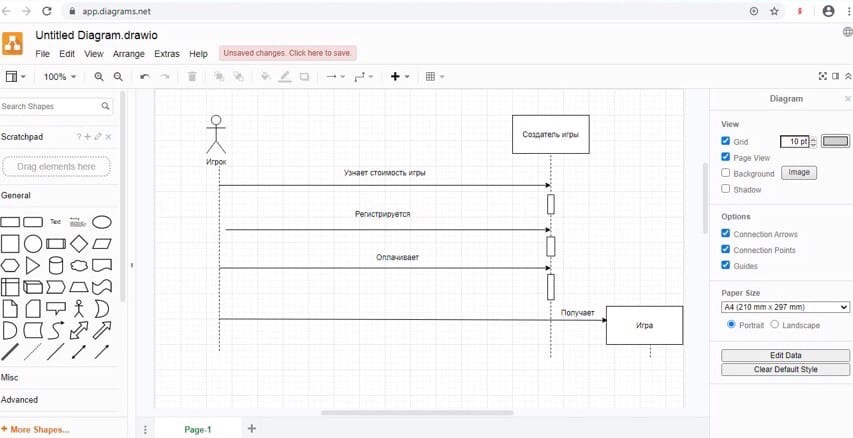 app.diagrams.net
Untitled Diagram.drawio
File Edit View Arrange Extras Help Unsaved changes. Click here to save.
100%
Search Shapes
Scratchpad
Drag elements here
General
Text
Misc
Advanced
+ More Shapes...
Игрок
Создатель игры
Узнает стоимость игры
Регистрируется
Оплачивает
Получает
Игра
Page-1
Diagram
View
Grid 10 pt
Page View
Background Image
Shadow
Options
Connection Arrows
Connection Points
Guides
Paper Size
A4 (210 mm x 297 mm)
Portrait Landscape
Edit Data
Clear Default Style